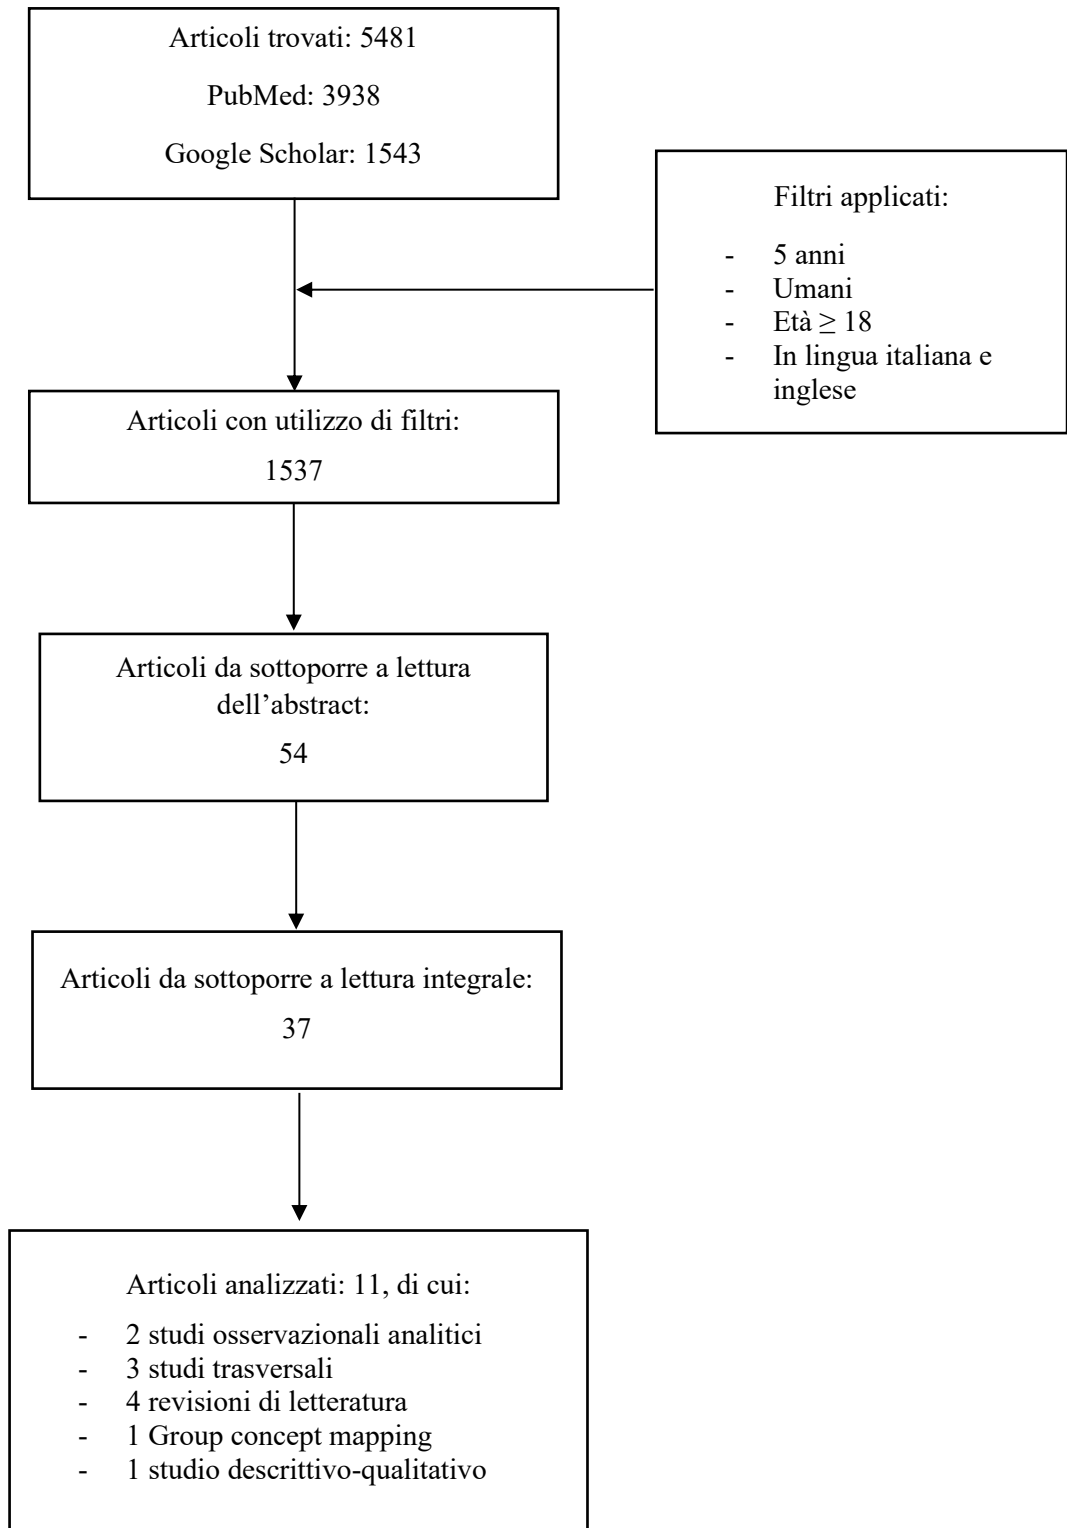 Articoli trovati: 5481
PubMed: 3938
Google Scholar: 1543
Filtri applicati:
- 5 anni
- Umani
- Età ≥ 18
- In lingua italiana e
inglese
Articoli con utilizzo di filtri:
1537
Articoli da sottoporre a lettura
dell’abstract:
54
Articoli da sottoporre a lettura integrale:
37
Articoli analizzati: 11, di cui:
- 2 studi osservazionali analitici
- 3 studi trasversali
- 4 revisioni di letteratura
- 1 Group concept mapping
- 1 studio descrittivo-qualitativo